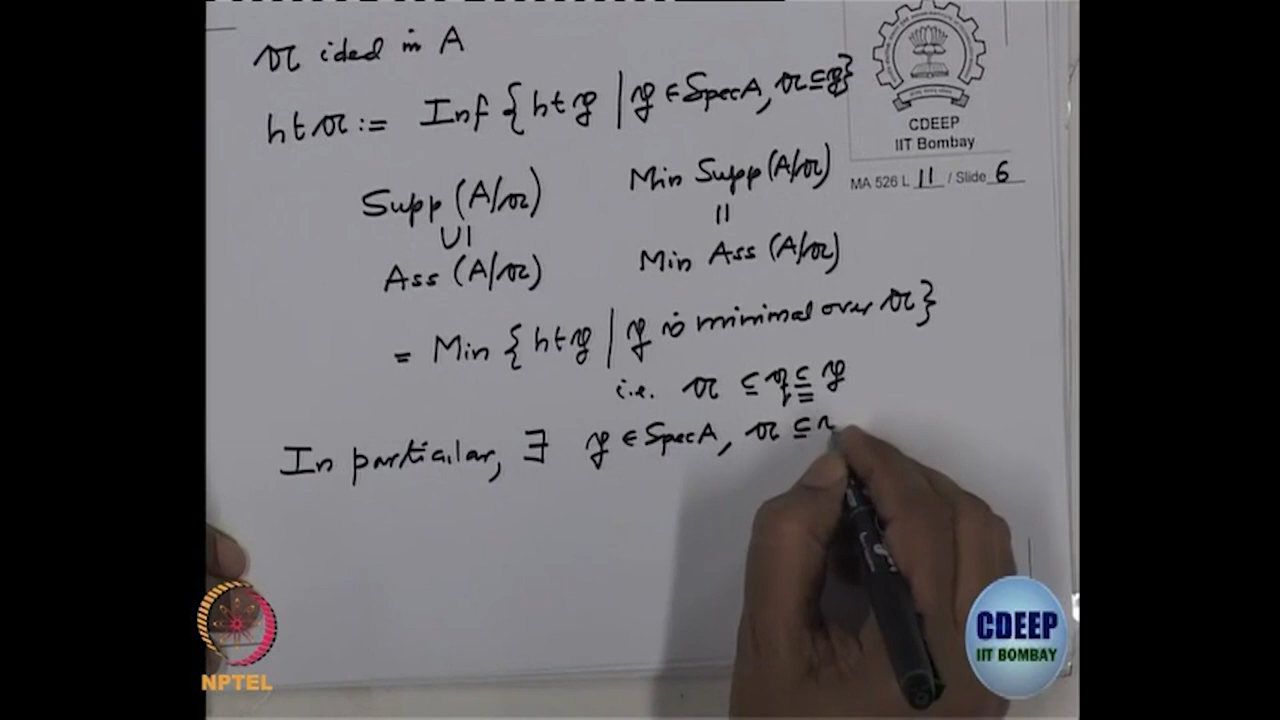 𝔞 ideal in A
ht 𝔞 := Inf { ht 𝔭 | 𝔭 ∈ Spec A, 𝔞 ⊆ 𝔭 }
Supp (A/𝔞) Min Supp (A/𝔞)
∪| ||
Ass (A/𝔞) Min Ass (A/𝔞)
= Min { ht 𝔭 | 𝔭 is minimal over 𝔞 }
i.e. 𝔞 ⊆ 𝔮 ⊆ 𝔭
=
In particular, ∃ 𝔭 ∈ Spec A, 𝔞 ⊆
CDEEP
IIT Bombay
MA 526 L 11 / Slide 6
NPTEL
CDEEP
IIT BOMBAY